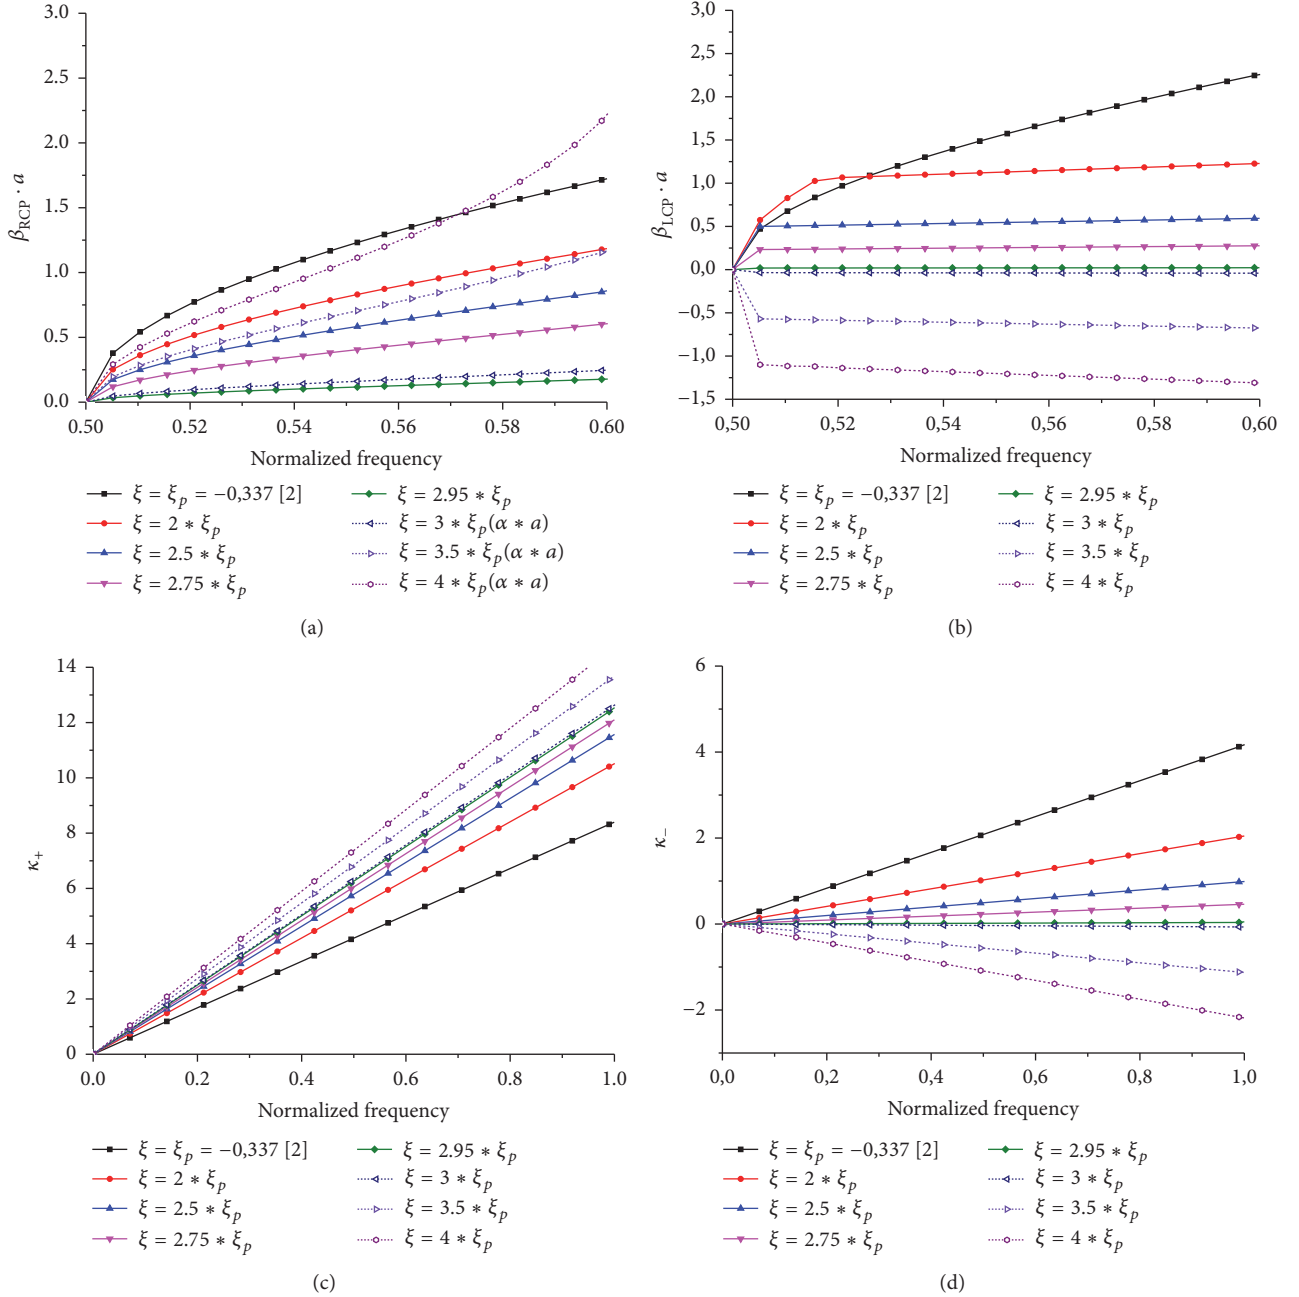 3.0
2.5
2.0
1.5
1.0
0.5
0.0
β_RCP · a
0.50 0.52 0.54 0.56 0.58 0.60
Normalized frequency
ξ = ξ_p = −0,337 [2]
ξ = 2 ∗ ξ_p
ξ = 2.5 ∗ ξ_p
ξ = 2.75 ∗ ξ_p
ξ = 2.95 ∗ ξ_p
ξ = 3 ∗ ξ_p(α ∗ a)
ξ = 3.5 ∗ ξ_p(α ∗ a)
ξ = 4 ∗ ξ_p(α ∗ a)
(a)
3,0
2,5
2,0
1,5
1,0
0,5
0,0
−0,5
−1,0
−1,5
β_LCP · a
0,50 0,52 0,54 0,56 0,58 0,60
Normalized frequency
ξ = ξ_p = −0,337 [2]
ξ = 2 ∗ ξ_p
ξ = 2.5 ∗ ξ_p
ξ = 2.75 ∗ ξ_p
ξ = 2.95 ∗ ξ_p
ξ = 3 ∗ ξ_p
ξ = 3.5 ∗ ξ_p
ξ = 4 ∗ ξ_p
(b)
14
12
10
8
6
4
2
0
κ_+
0.0 0.2 0.4 0.6 0.8 1.0
Normalized frequency
ξ = ξ_p = −0,337 [2]
ξ = 2 ∗ ξ_p
ξ = 2.5 ∗ ξ_p
ξ = 2.75 ∗ ξ_p
ξ = 2.95 ∗ ξ_p
ξ = 3 ∗ ξ_p
ξ = 3.5 ∗ ξ_p
ξ = 4 ∗ ξ_p
(c)
6
4
2
0
−2
κ_−
0,0 0,2 0,4 0,6 0,8 1,0
Normalized frequency
ξ = ξ_p = −0,337 [2]
ξ = 2 ∗ ξ_p
ξ = 2.5 ∗ ξ_p
ξ = 2.75 ∗ ξ_p
ξ = 2.95 ∗ ξ_p
ξ = 3 ∗ ξ_p
ξ = 3.5 ∗ ξ_p
ξ = 4 ∗ ξ_p
(d)